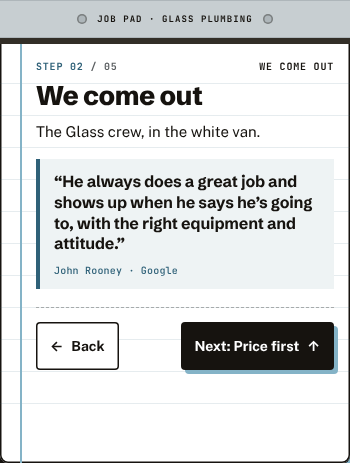 JOB PAD · GLASS PLUMBING
STEP 02 / 05
WE COME OUT
We come out
The Glass crew, in the white van.
“He always does a great job and
shows up when he says he’s going
to, with the right equipment and
attitude.”
John Rooney · Google
← Back
Next: Price first ↑